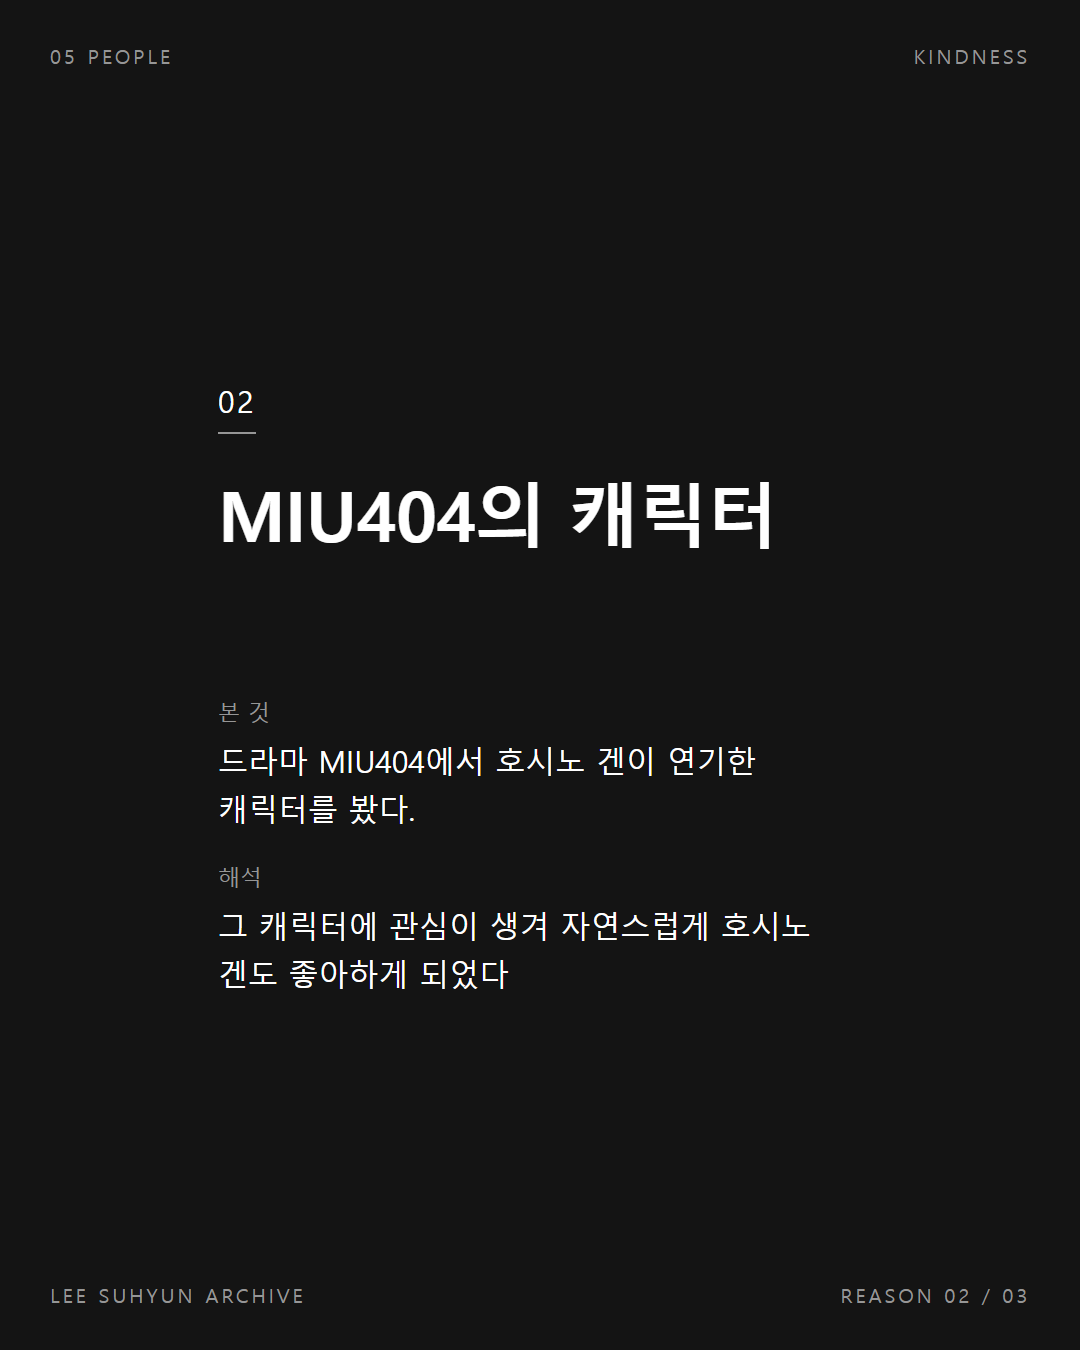 05 PEOPLE
KINDNESS
02
MIU404의 캐릭터
본 것
드라마 MIU404에서 호시노 겐이 연기한
캐릭터를 봤다.
해석
그 캐릭터에 관심이 생겨 자연스럽게 호시노
겐도 좋아하게 되었다
LEE SUHYUN ARCHIVE
REASON 02 / 03